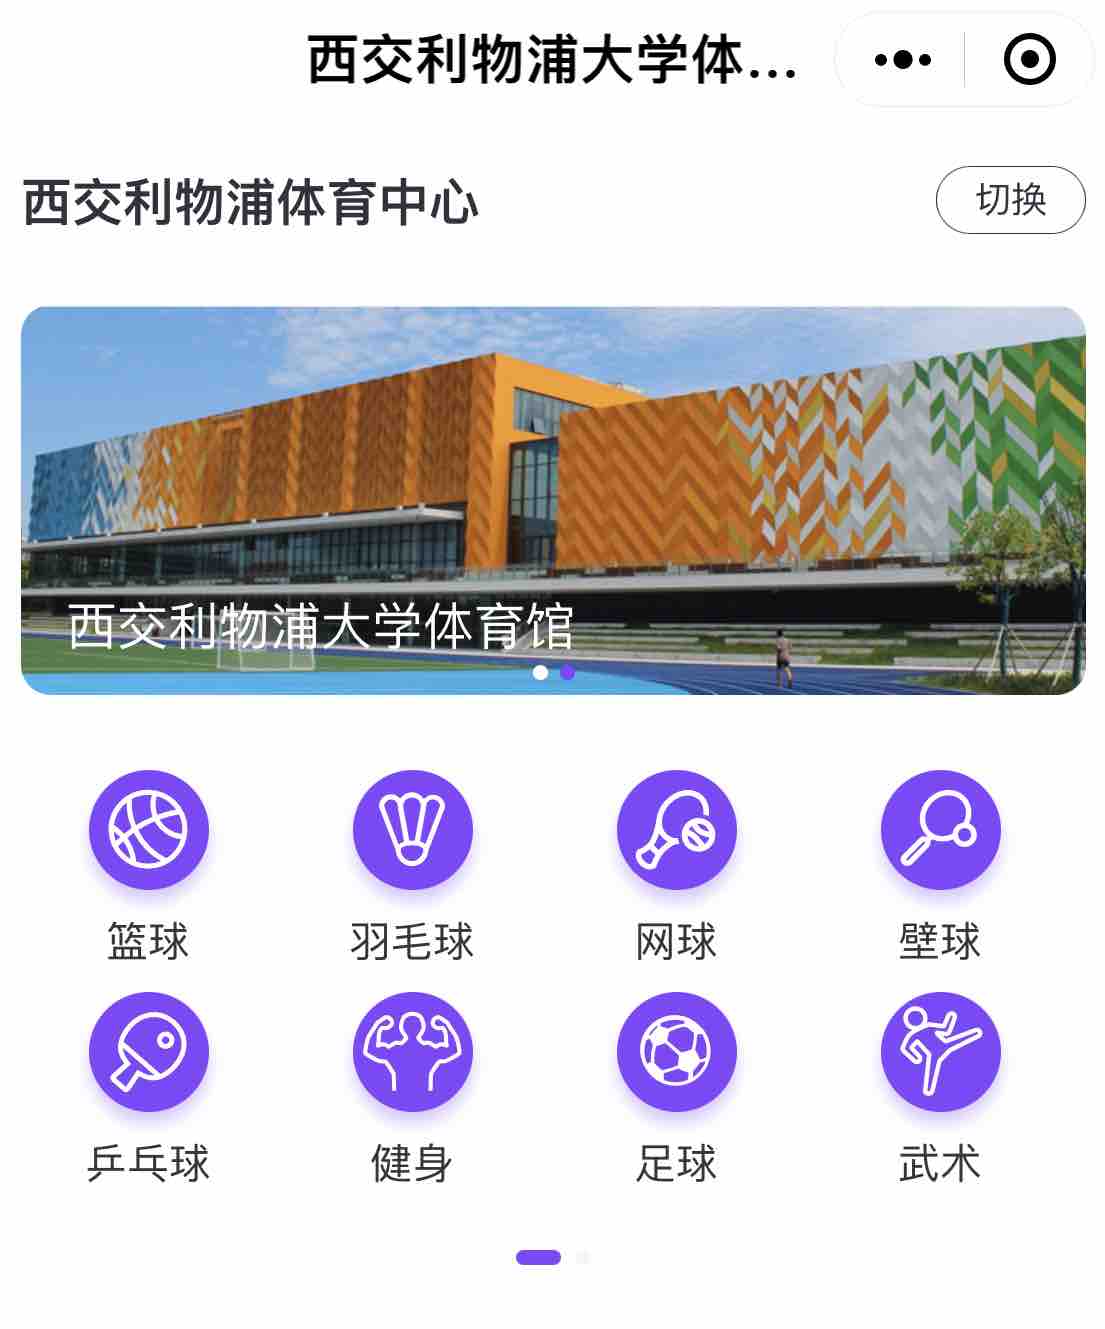 西交利物浦大学体...
西交利物浦体育中心
切换
西交利物浦大学体育馆
篮球
羽毛球
网球
壁球
乒乓球
健身
足球
武术